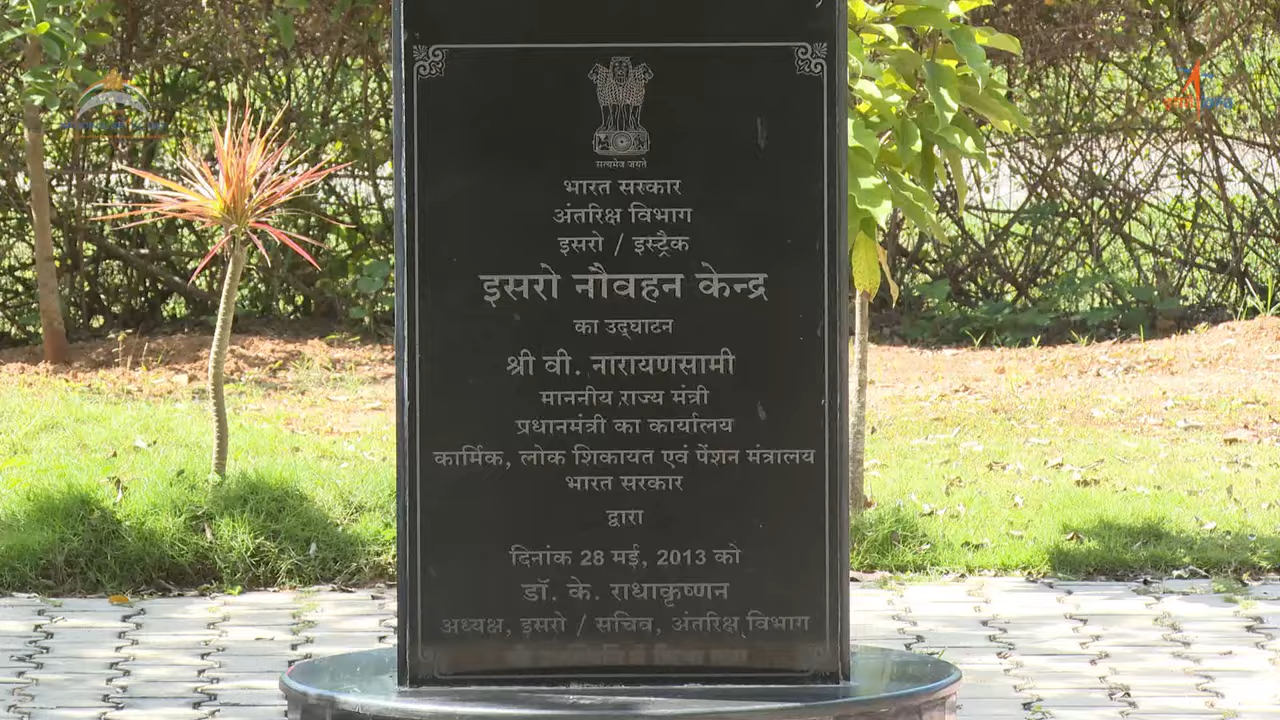 सत्यमेव जयते
भारत सरकार
अंतरिक्ष विभाग
इसरो / इस्ट्रैक
इसरो नौवहन केन्द्र
का उद्घाटन
श्री वी. नारायणसामी
माननीय राज्य मंत्री
प्रधानमंत्री का कार्यालय
कार्मिक, लोक शिकायत एवं पेंशन मंत्रालय
भारत सरकार
द्वारा
दिनांक 28 मई, 2013 को
डॉ. के. राधाकृष्णन
अध्यक्ष, इसरो / सचिव, अंतरिक्ष विभाग